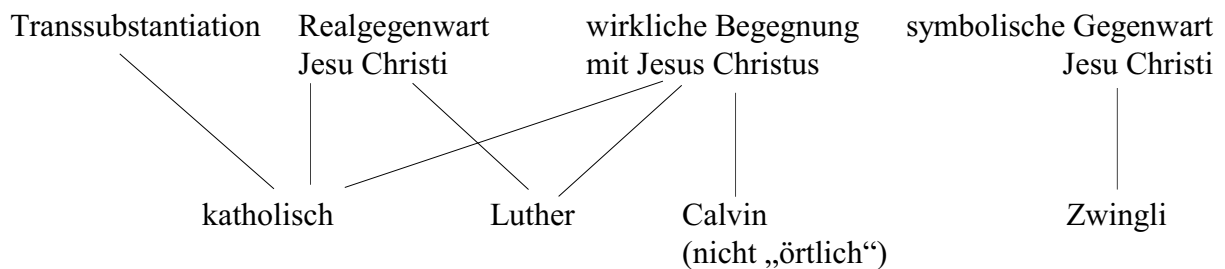 Transsubstantiation Realgegenwart wirkliche Begegnung symbolische Gegenwart
Jesu Christi mit Jesus Christus Jesu Christi
katholisch Luther Calvin Zwingli
(nicht „örtlich“)